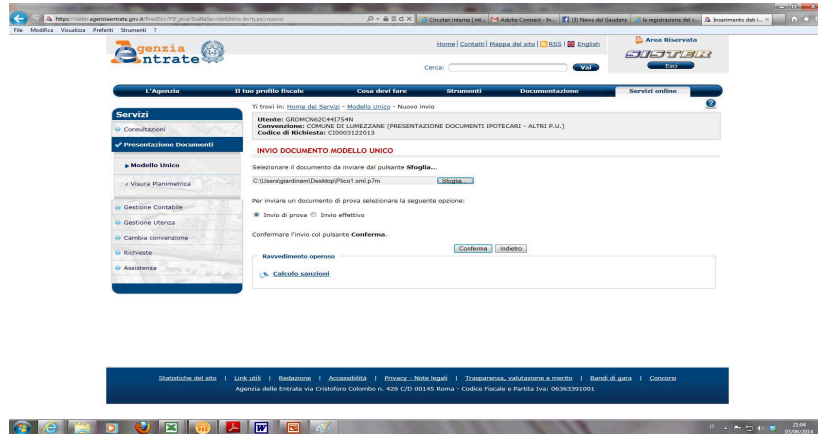 https://sister.agenziaentrate.gov.it/PresDoc/PD_java/SceltaServizioUnico.do?tipo=nuovo
Circolari interne | int...
Adobe Connect - In...
(3) News del Gaudens
la registrazione del c...
Inserimento dati i...
File Modifica Visualizza Preferiti Strumenti ?
Agenzia Entrate
Home | Contatti | Mappa del sito | RSS | English
Area Riservata
SISTER
Cerca:
Vai
Esci
L'Agenzia
Il tuo profilo fiscale
Cosa devi fare
Strumenti
Documentazione
Servizi online
Ti trovi in: Home dei Servizi - Modello Unico - Nuovo invio
Servizi
Consultazioni
Presentazione Documenti
Modello Unico
Visura Planimetrica
Gestione Contabile
Gestione Utenza
Cambia convenzione
Richieste
Assistenza
Utente: GRDMCN62C44I754N
Convenzione: COMUNE DI LUMEZZANE (PRESENTAZIONE DOCUMENTI IPOTECARI - ALTRI P.U.)
Codice di Richiesta: CI0003122013
INVIO DOCUMENTO MODELLO UNICO
Selezionare il documento da inviare dal pulsante Sfoglia...
C:\Users\giardinam\Desktop\Plico1.xml.p7m
Sfoglia...
Per inviare un documento di prova selezionare la seguente opzione:
Invio di prova Invio effettivo
Confermare l'invio col pulsante Conferma.
Conferma Indietro
Ravvedimento operoso
Calcolo sanzioni
Statistiche del sito | Link utili | Redazione | Accessibilità | Privacy - Note legali | Trasparenza, valutazione e merito | Bandi di gara | Concorsi
Agenzia delle Entrate via Cristoforo Colombo n. 426 C/D 00145 Roma - Codice Fiscale e Partita Iva: 06363391001
IT
21:04
03/06/2014